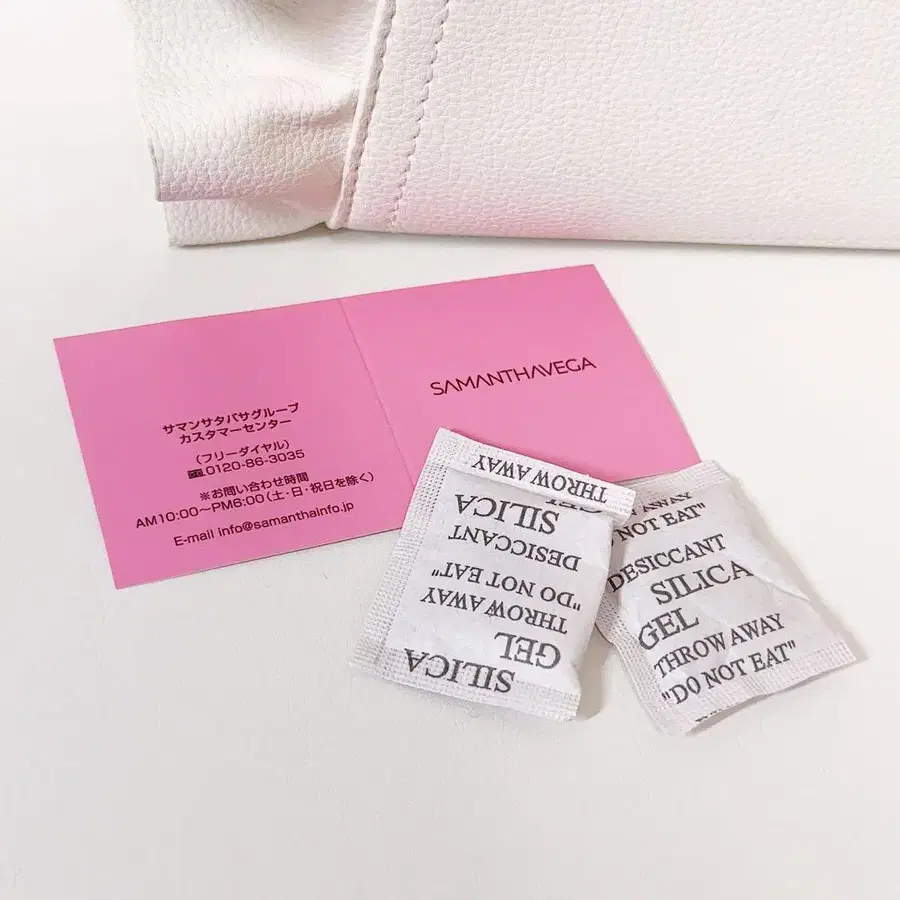 サマンサタバサグループ
カスタマーセンター
(フリーダイヤル)
☎0120-86-3035
※お問い合わせ時間
AM10:00〜PM6:00(土・日・祝日を除く)
E-mail info@samanthainfo.jp
SAMANTHAVEGA
THROW AWAY
GEL
SILICA
DESICCANT
"DO NOT EAT"
THROW AWAY
GEL
SILICA
AWAY
NOT EAT"
DESICCANT
SILICA
GEL
THROW AWAY
"DO NOT EAT"